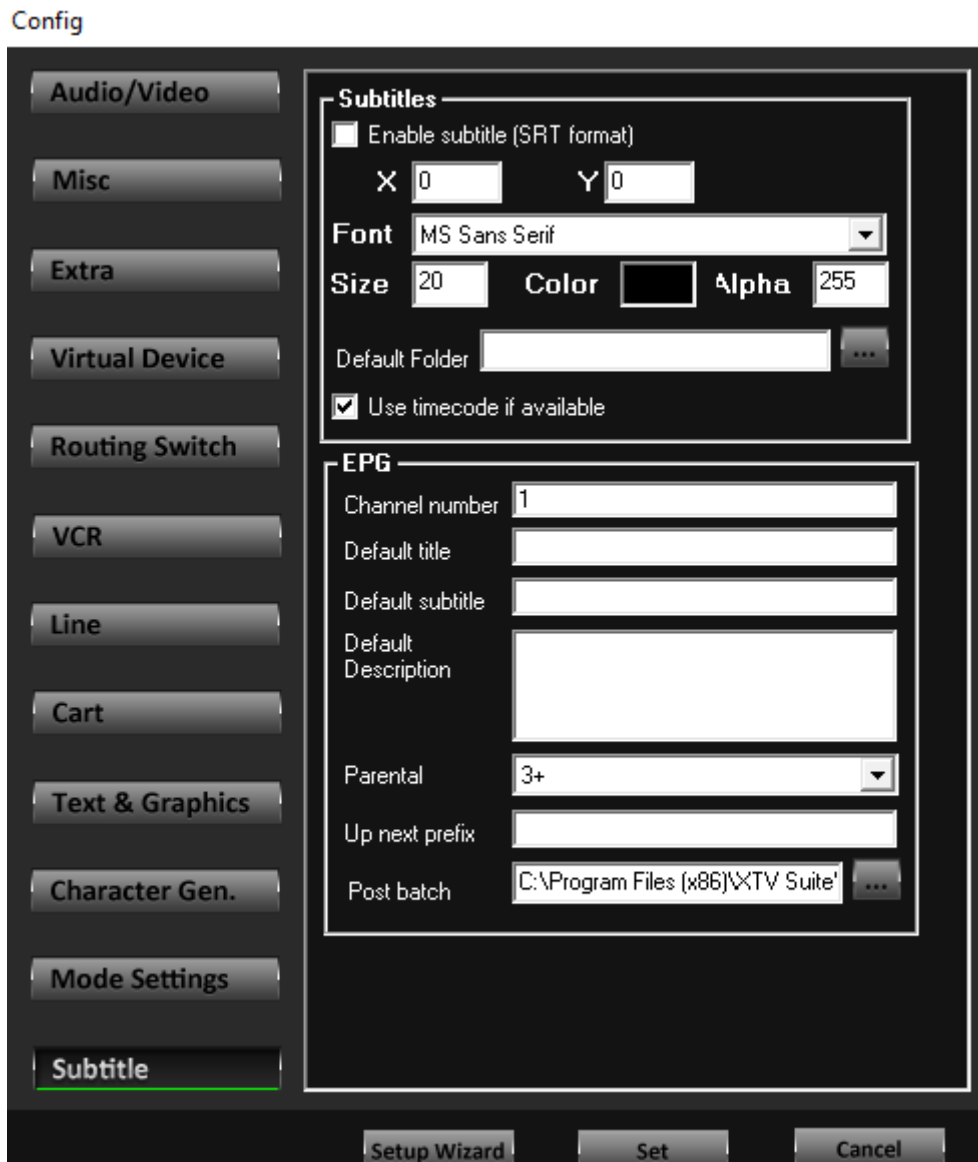 Config
Audio/Video
Misc
Extra
Virtual Device
Routing Switch
VCR
Line
Cart
Text & Graphics
Character Gen.
Mode Settings
Subtitle
Subtitles
Enable subtitle (SRT format)
X 0 Y 0
Font MS Sans Serif
Size 20 Color Alpha 255
Default Folder ...
Use timecode if available
EPG
Channel number 1
Default title
Default subtitle
Default
Description
Parental 3+
Up next prefix
Post batch C:\Program Files (x86)\XTV Suite' ...
Setup Wizard Set Cancel